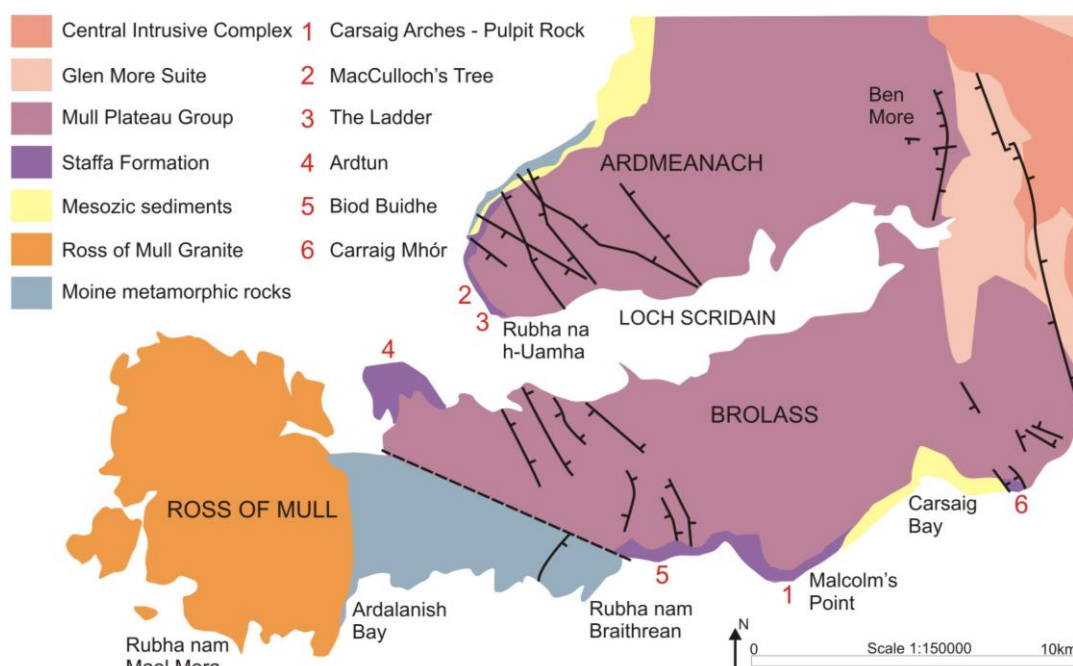 Central Intrusive Complex
Glen More Suite
Mull Plateau Group
Staffa Formation
Mesozic sediments
Ross of Mull Granite
Moine metamorphic rocks
1 Carsaig Arches - Pulpit Rock
2 MacCulloch's Tree
3 The Ladder
4 Ardtun
5 Biod Buidhe
6 Carraig Mhór
Ben
More
ARDMEANACH
2
3
Rubha na
h-Uamha
LOCH SCRIDAIN
4
BROLASS
ROSS OF MULL
Carsaig
Bay
6
5
1
Malcolm's
Point
Ardalanish
Bay
Rubha nam
Braithrean
Rubha nam
N
Scale 1:150000
0
10km